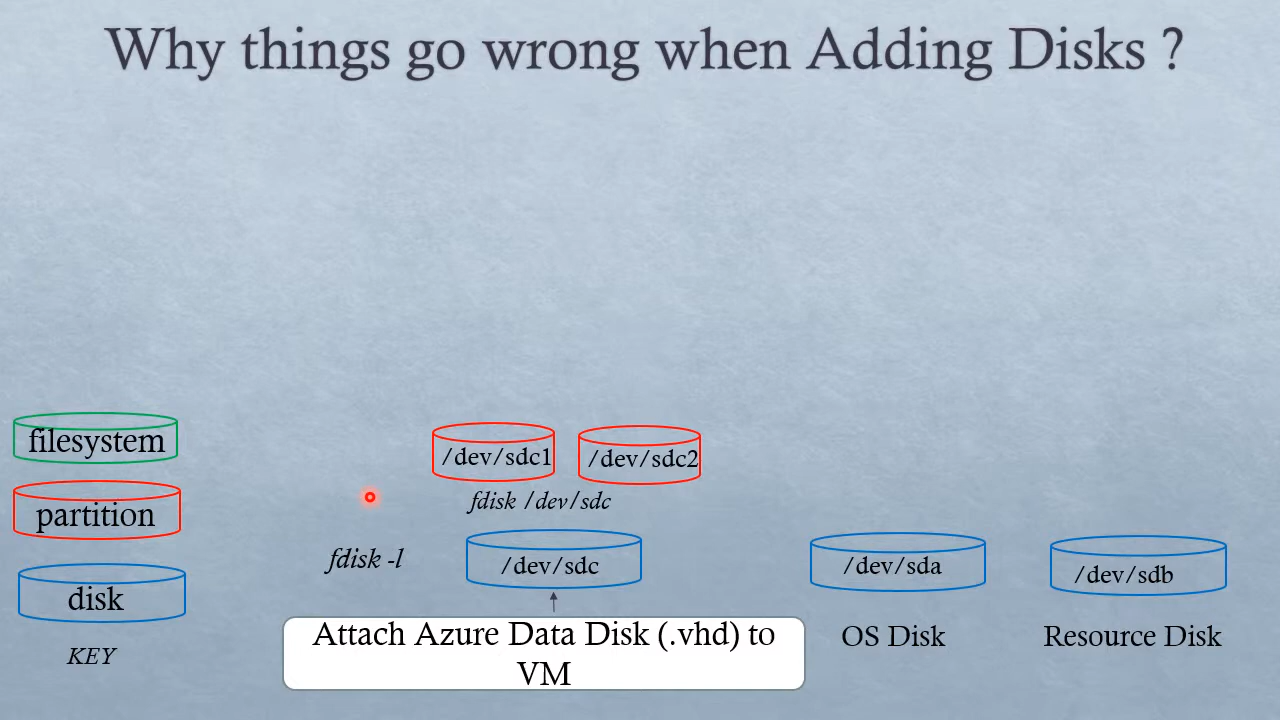 Why things go wrong when Adding Disks ?
filesystem
/dev/sdc1
/dev/sdc2
partition
fdisk /dev/sdc
fdisk -l
/dev/sdc
/dev/sda
/dev/sdb
disk
KEY
Attach Azure Data Disk (.vhd) to
VM
OS Disk
Resource Disk